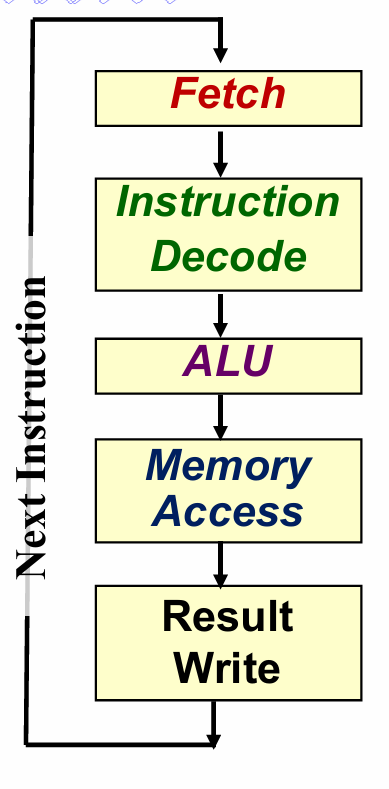 Fetch
Instruction
Decode
ALU
Memory
Access
Result
Write
Next Instruction